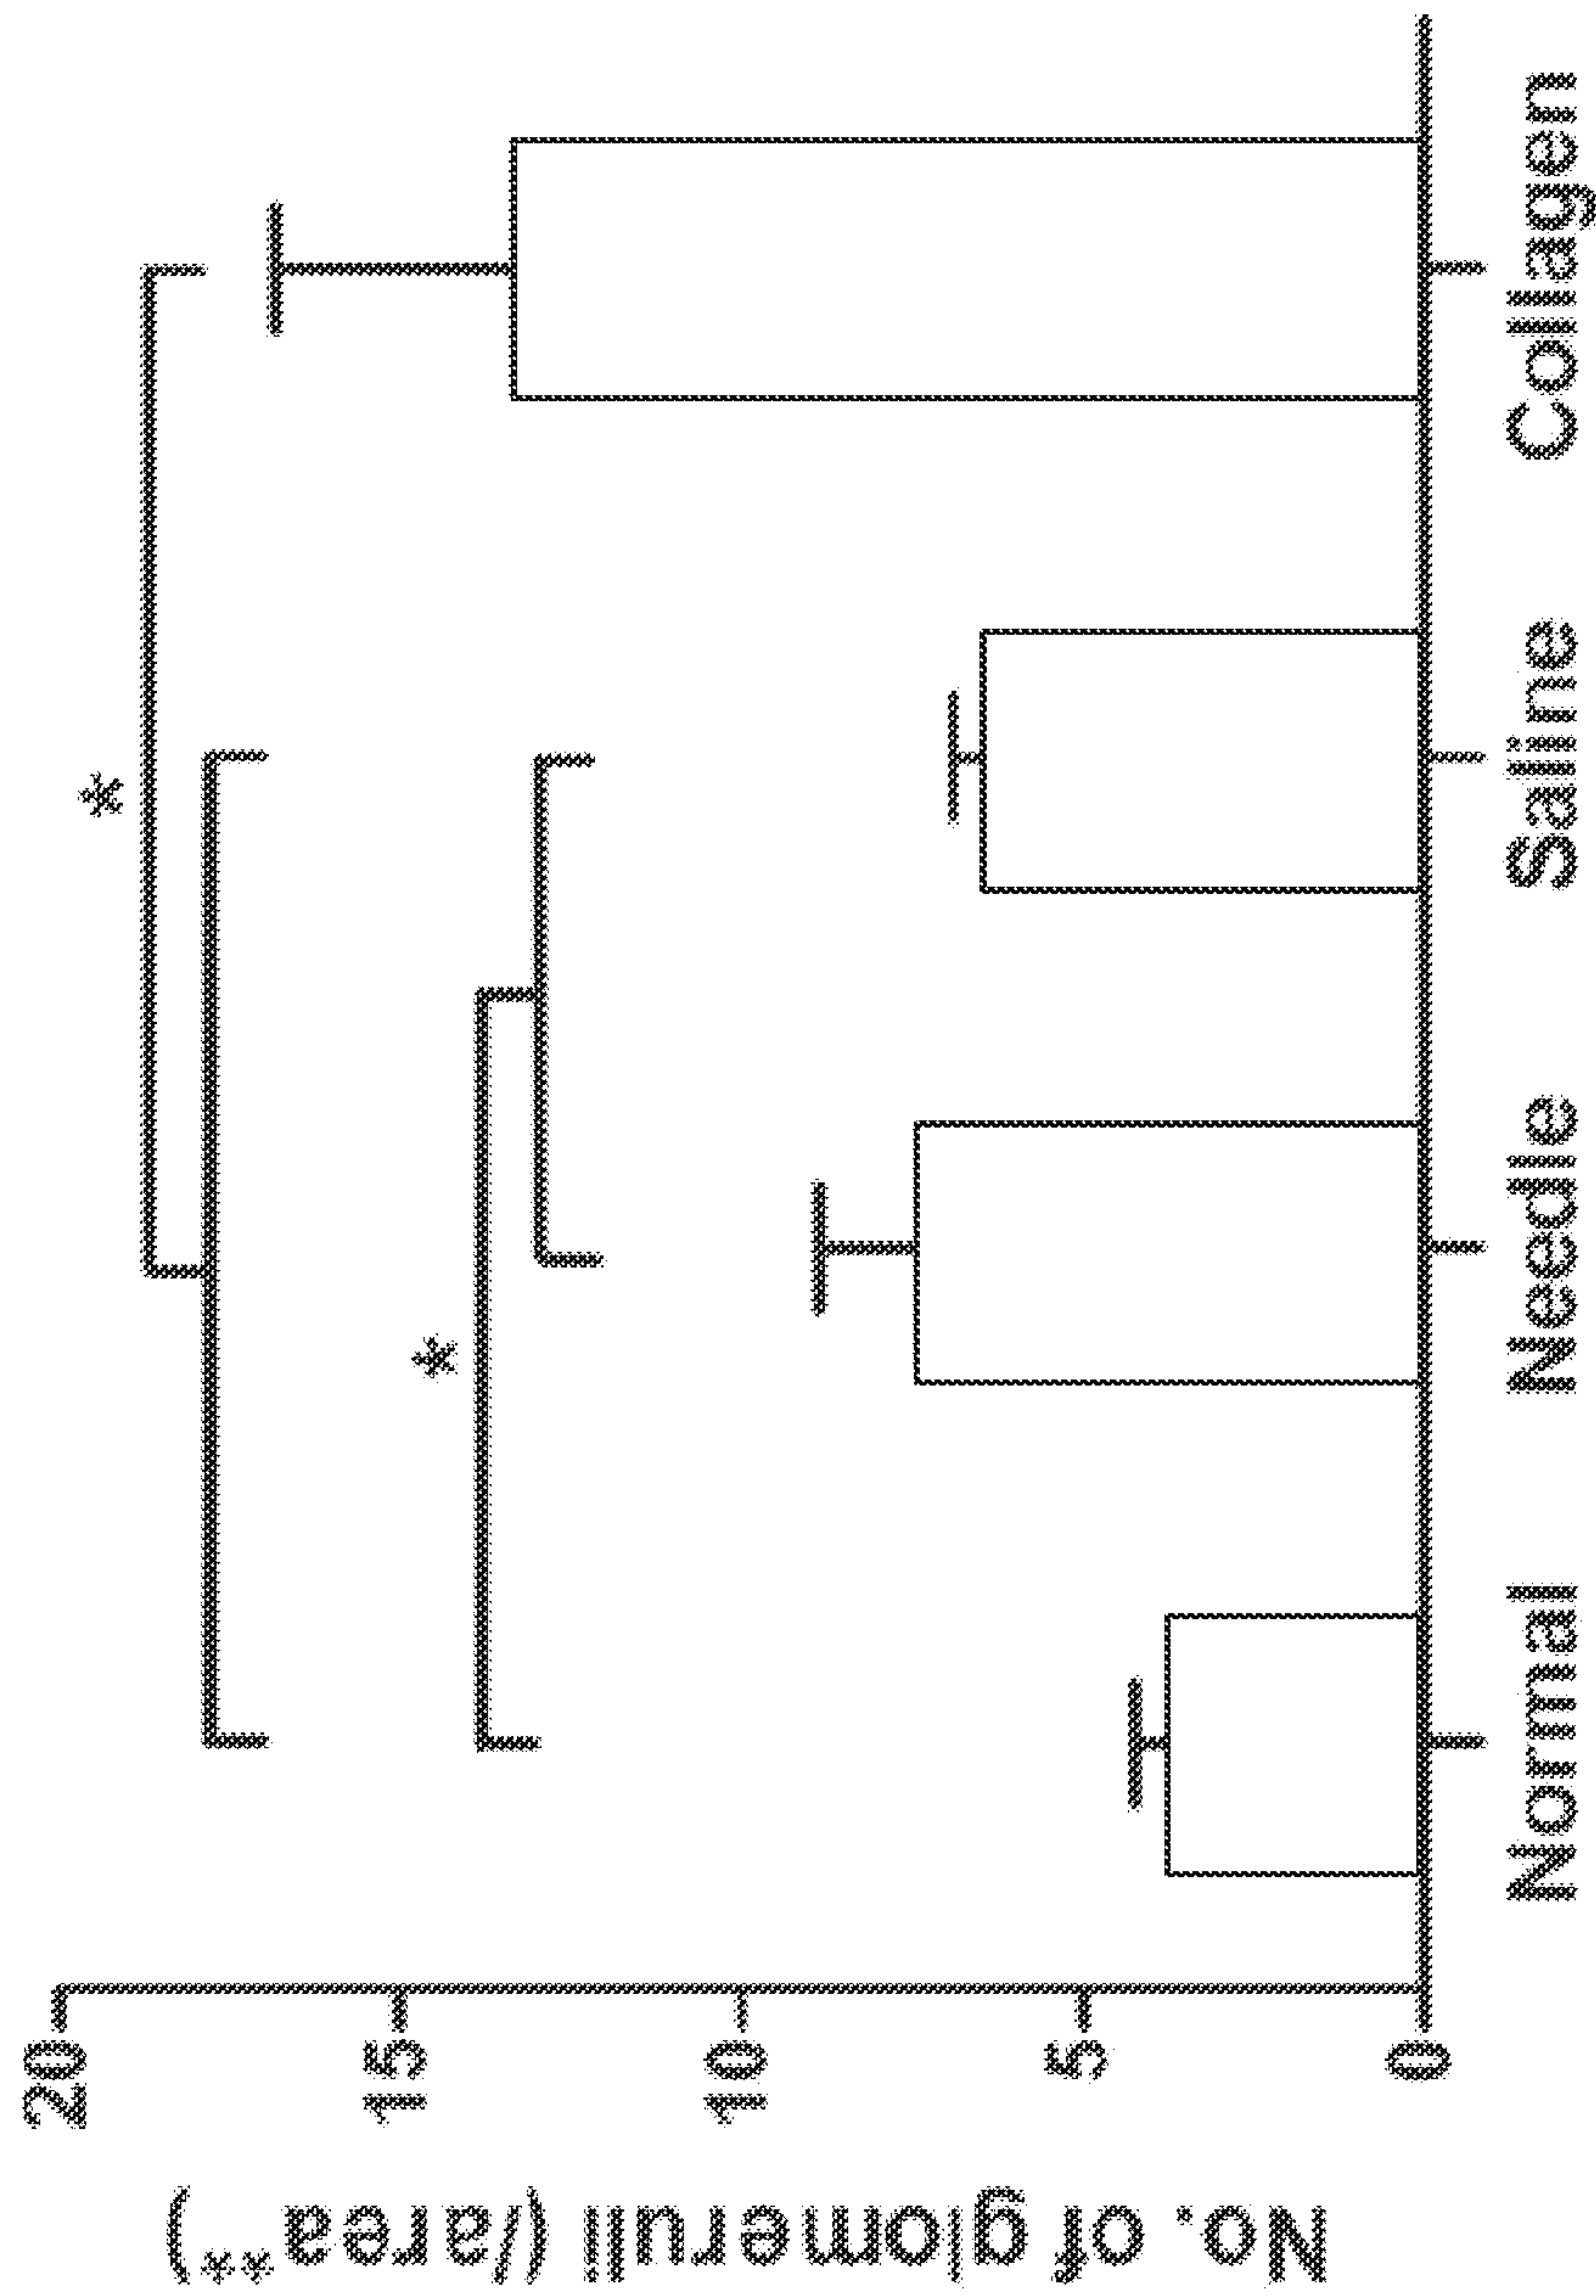 No. of glomeruli (/area**)
20
15
10
5
0
*
*
Normal
Needle
Saline
Collagen